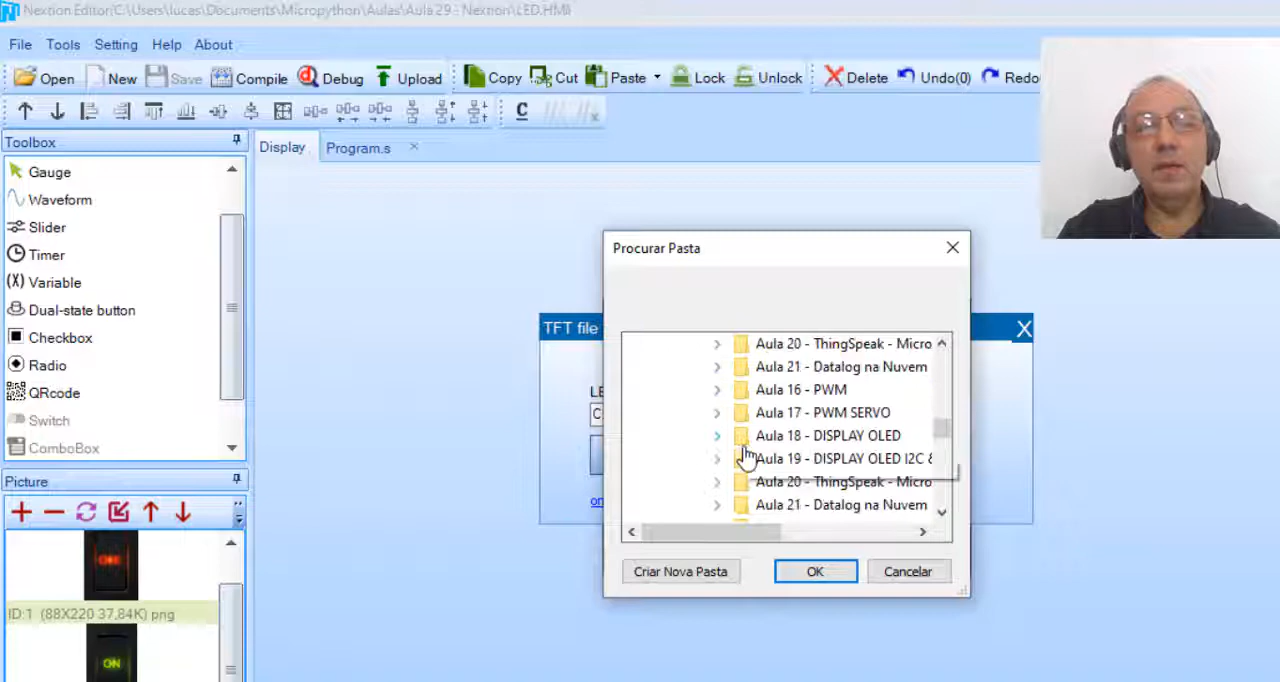 Nextion Editor(C:\Users\lucas\Documents\Micropython\Aulas\Aula 29 - Nextion\LED.HMI)
File Tools Setting Help About
Open New Save Compile Debug Upload Copy Cut Paste Lock Unlock Delete Undo(0) Redo
C
Toolbox
Display Program.s
Gauge
Waveform
Slider
Timer
(X) Variable
Dual-state button
Checkbox
Radio
QRcode
Switch
ComboBox
Picture
ON
ID:1 (88X220 37,84K) png
ON
TFT file
X
LE
C
on
Procurar Pasta
Aula 20 - ThingSpeak - Micro
Aula 21 - Datalog na Nuvem
Aula 16 - PWM
Aula 17 - PWM SERVO
Aula 18 - DISPLAY OLED
Aula 19 - DISPLAY OLED I2C &
Aula 20 - ThingSpeak - Micro
Aula 21 - Datalog na Nuvem
Criar Nova Pasta OK Cancelar